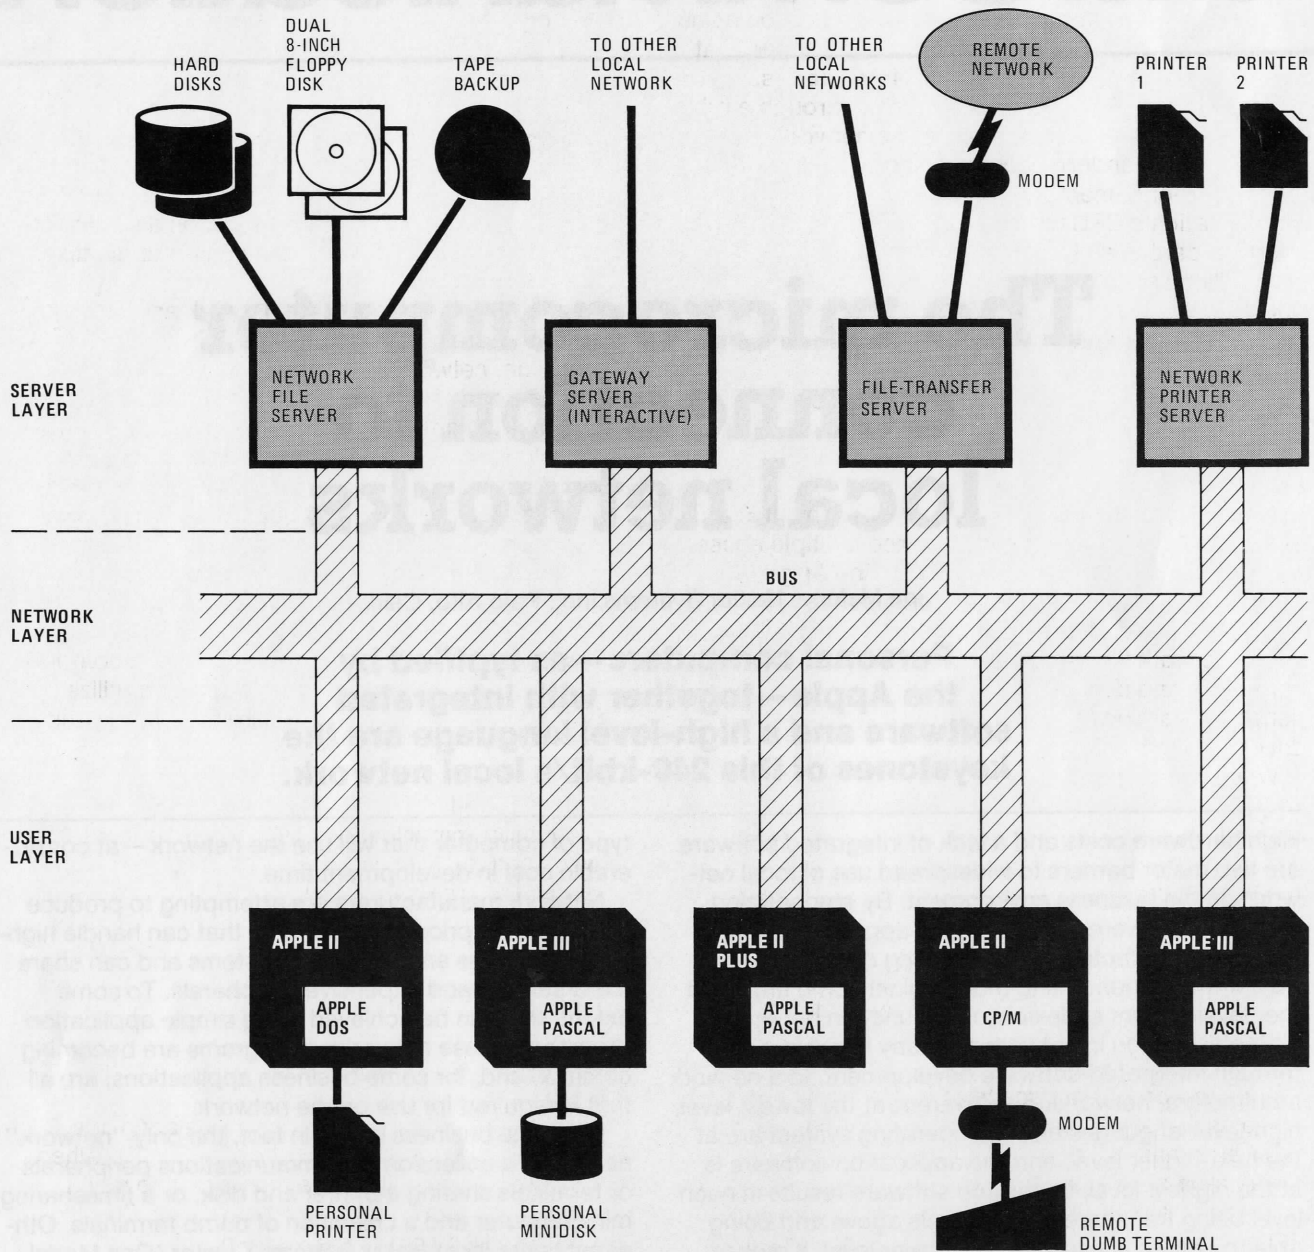 HARD
DISKS
DUAL
8-INCH
FLOPPY
DISK
TAPE
BACKUP
TO OTHER
LOCAL
NETWORK
TO OTHER
LOCAL
NETWORKS
REMOTE
NETWORK
PRINTER
1
PRINTER
2
MODEM
SERVER
LAYER
NETWORK
FILE
SERVER
GATEWAY
SERVER
(INTERACTIVE)
FILE-TRANSFER
SERVER
NETWORK
PRINTER
SERVER
BUS
NETWORK
LAYER
USER
LAYER
APPLE II
APPLE
DOS
APPLE III
APPLE
PASCAL
APPLE II
PLUS
APPLE
PASCAL
APPLE II
CP/M
APPLE III
APPLE
PASCAL
PERSONAL
PRINTER
PERSONAL
MINIDISK
MODEM
REMOTE
DUMB TERMINAL